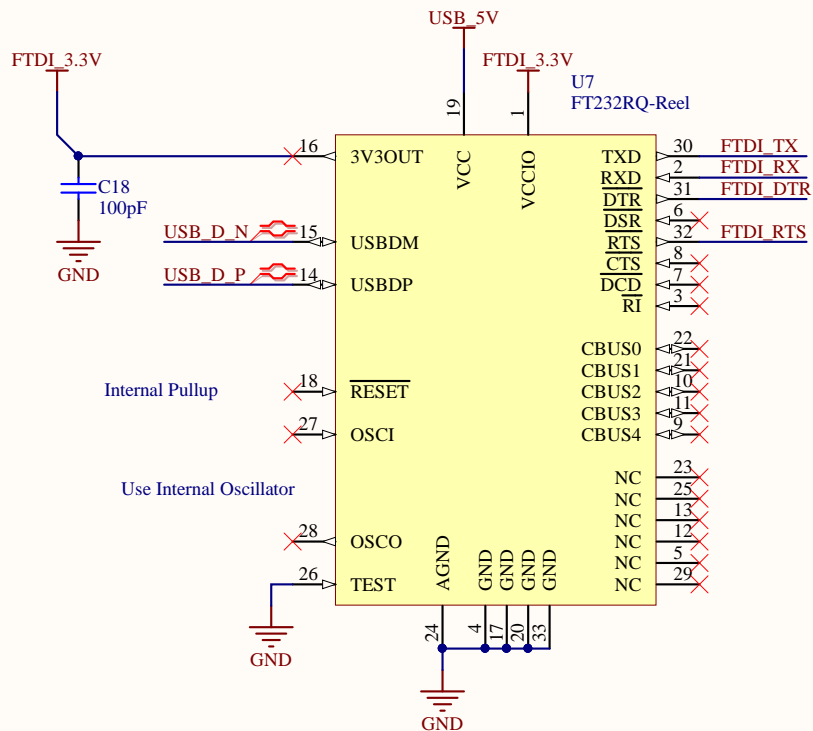 USB_5V
FTDI_3.3V
FTDI_3.3V
U7
FT232RQ-Reel
19
1
VCC
VCCIO
16
3V3OUT
C18
100pF
GND
USB_D_N
15
USBDM
USB_D_P
14
USBDP
Internal Pullup
18
RESET
27
OSCI
Use Internal Oscillator
28
OSCO
26
TEST
GND
TXD
30
FTDI_TX
RXD
2
FTDI_RX
DTR
31
FTDI_DTR
DSR
6
RTS
32
FTDI_RTS
CTS
8
DCD
7
RI
3
CBUS0
22
CBUS1
21
CBUS2
10
CBUS3
11
CBUS4
9
NC
23
NC
25
NC
13
NC
12
NC
5
NC
29
AGND
GND
GND
GND
GND
24
4
17
20
33
GND